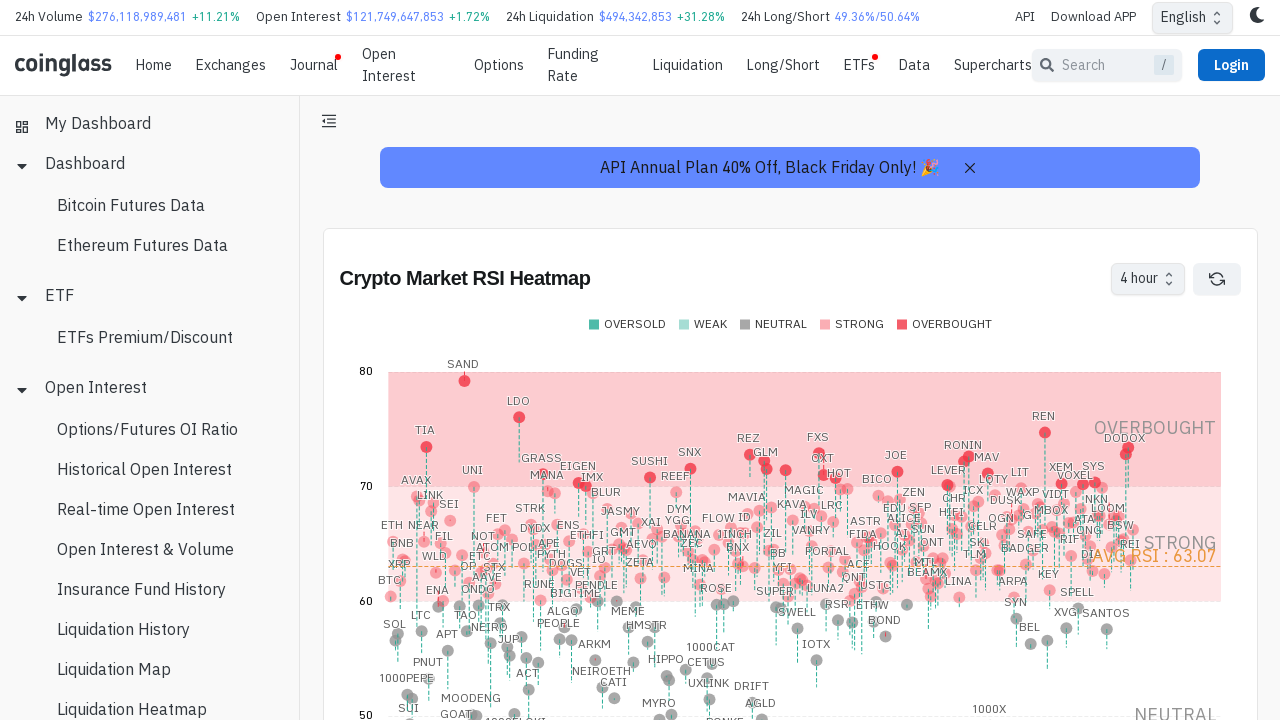 24h Volume $276,118,989,481 +11.21% Open Interest $121,749,647,853 +1.72% 24h Liquidation $494,342,853 +31.28% 24h Long/Short 49.36%/50.64% API Download APP English
coinglass Home Exchanges Journal Open Interest Options Funding Rate Liquidation Long/Short ETFs Data Supercharts Search / Login
My Dashboard
Dashboard
Bitcoin Futures Data
Ethereum Futures Data
ETF
ETFs Premium/Discount
Open Interest
Options/Futures OI Ratio
Historical Open Interest
Real-time Open Interest
Open Interest & Volume
Insurance Fund History
Liquidation History
Liquidation Map
Liquidation Heatmap
API Annual Plan 40% Off, Black Friday Only! 🎉
Crypto Market RSI Heatmap
4 hour
OVERSOLD WEAK NEUTRAL STRONG OVERBOUGHT
80
SAND
LDO
REN
OVERBOUGHT
TIA REZ FXS DODOX
GRASS SNX GLM RONIN
SUSHI OXT JOE MAV
UNI MANA EIGEN HOT LEVER LIT XEM SYS
70
AVAX IMX REEF BICO LOTY VOXEL
LINK BLUR MAVIA MAGIC ZEN ICX WAXP VIDT
SEI STRK JASMY DYM KAVA LRC EDU SFP CHR DUSK MBOX NKN LOOM
ETH NEAR FET DYDX ENS XAI YGG FLOW ID ILV ASTR ALICE HIFI CELR ATA BSW
FIL NOT ETHFI GMT BANANA 1INCH ZIL VANRY FIDA AI SUN SAFE ONG
BNB ATOM APE AEVO ZEC BNX HOOK QNT SKL BADGER RIF REI
STRONG
WLD ETC PYTH GRT BB PORTAL TLM
AVG RSI : 63.07
XRP OP STX DOGS IO ZETA MINA YFI ACE MTL
BTC AAVE VET BEAMX KEY
ENA ONDO RUNE PENDLE ROSE SUPER LUNA2 USTC LINA ARPA SPELL
BIGTIME
60
LTC TAO TRX ALGO MEME SWELL RSR ETHW SYN XVG SANTOS
SOL NEIRO PEOPLE HMSTR BOND BEL
APT JUP ARKM 1000CAT IOTX
PNUT ACT NEIROETH HIPPO CETUS
1000PEPE CATI UXLINK DRIFT
MOODENG MYRO AGLD
SUI GOAT 1000X
50
NEUTRAL